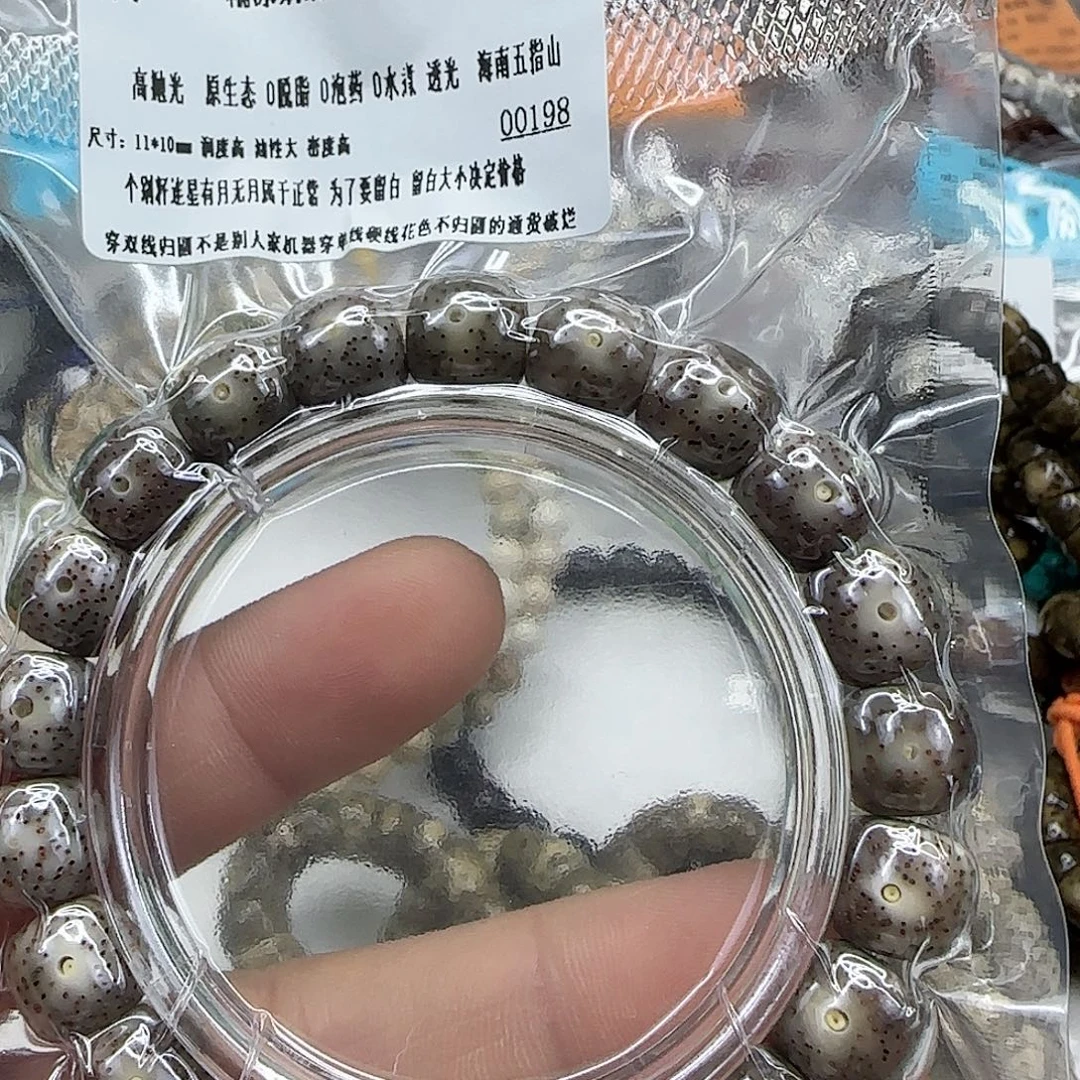 高抛光 原生态 0脱脂 0泡药 0水渍 透光 海南五指山
00198
尺寸：11*10mm 润度高 油性大 密度高
个别籽连星有月无月属于正常 为了要留白 留白大小决定价格
穿双线归圆不是别人家机器穿单线硬线花色不归圆的通货破烂